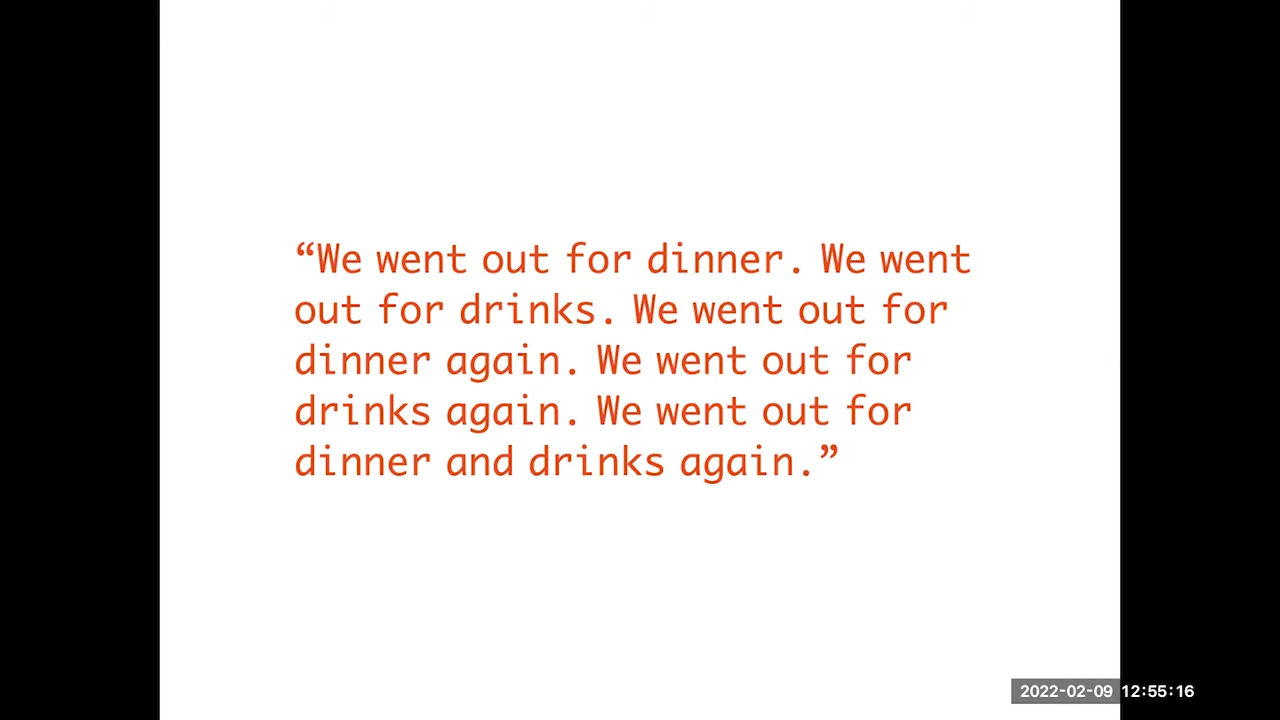 “We went out for dinner. We went
out for drinks. We went out for
dinner again. We went out for
drinks again. We went out for
dinner and drinks again.”
2022-02-09 12:55:16